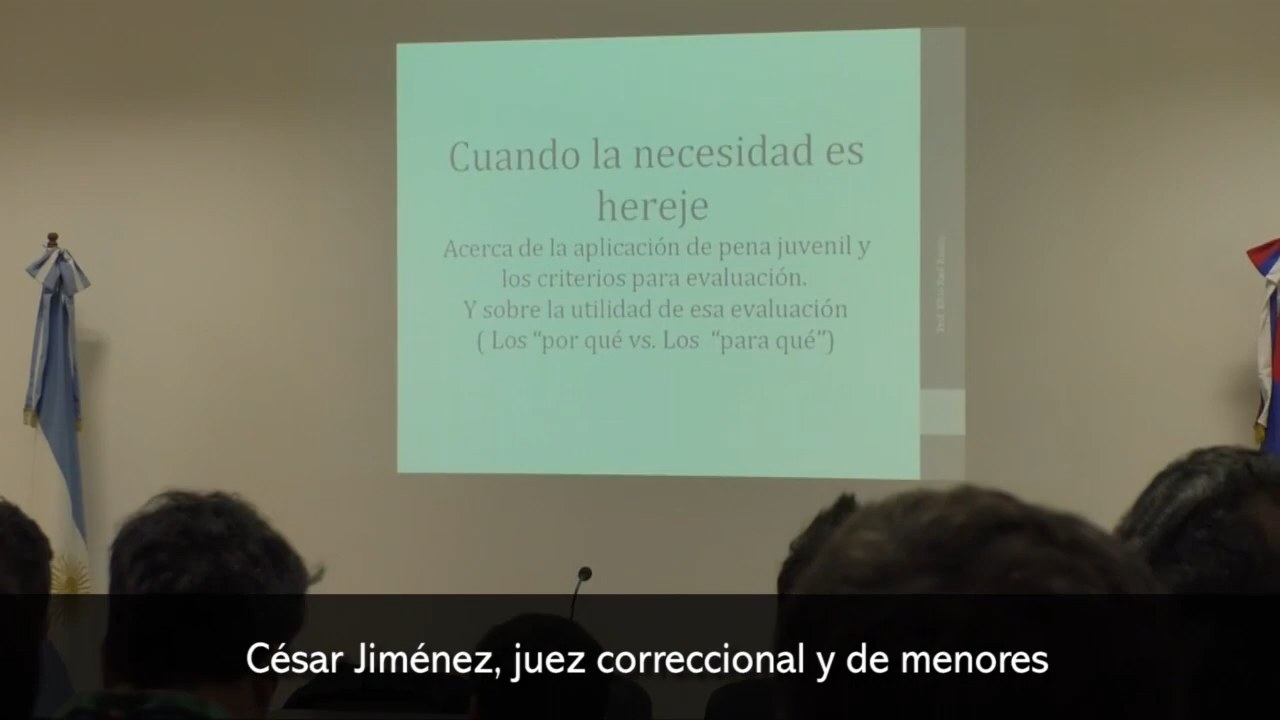 Cuando la necesidad es
hereje
Acerca de la aplicación de pena juvenil y
los criterios para evaluación.
Y sobre la utilidad de esa evaluación
( Los “por qué vs. Los “para qué”)
César Jiménez, juez correccional y de menores